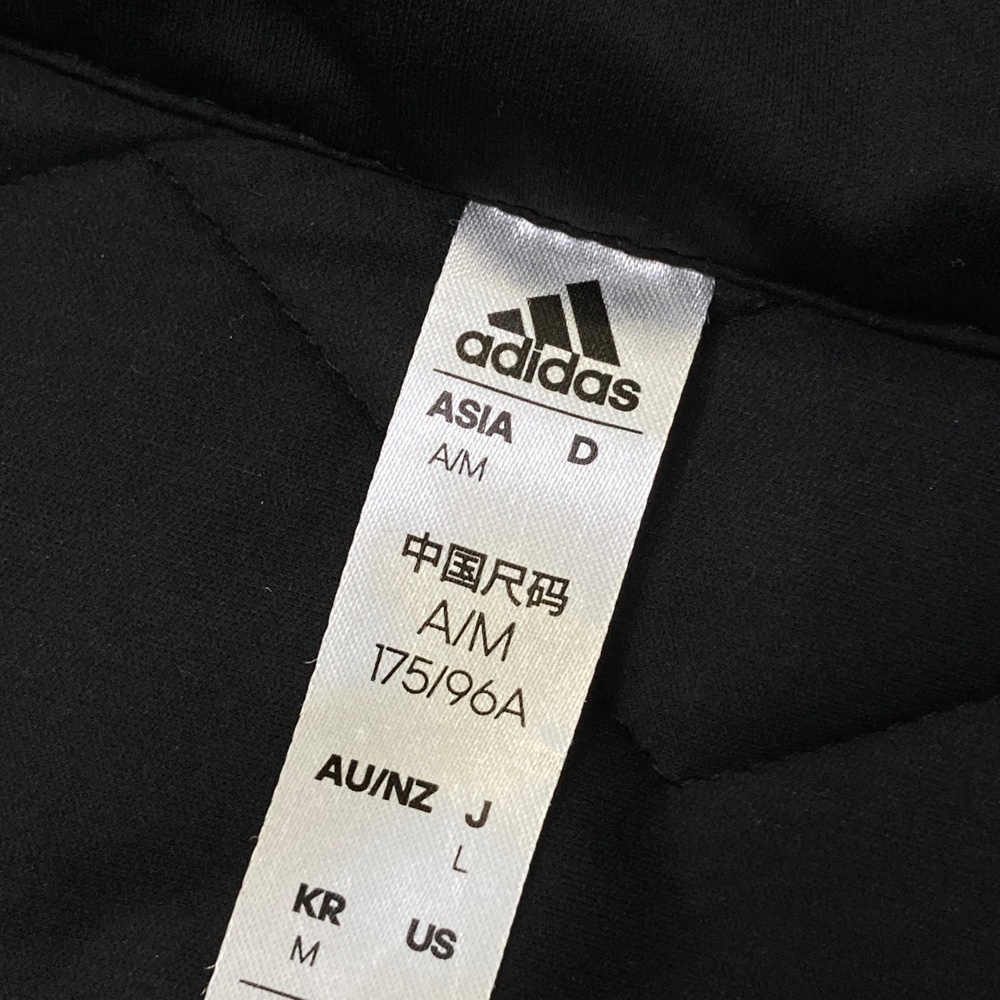 adidas
ASIA D
A/M
中国尺码
A/M
175/96A
AU/NZ J
L
KR US
M